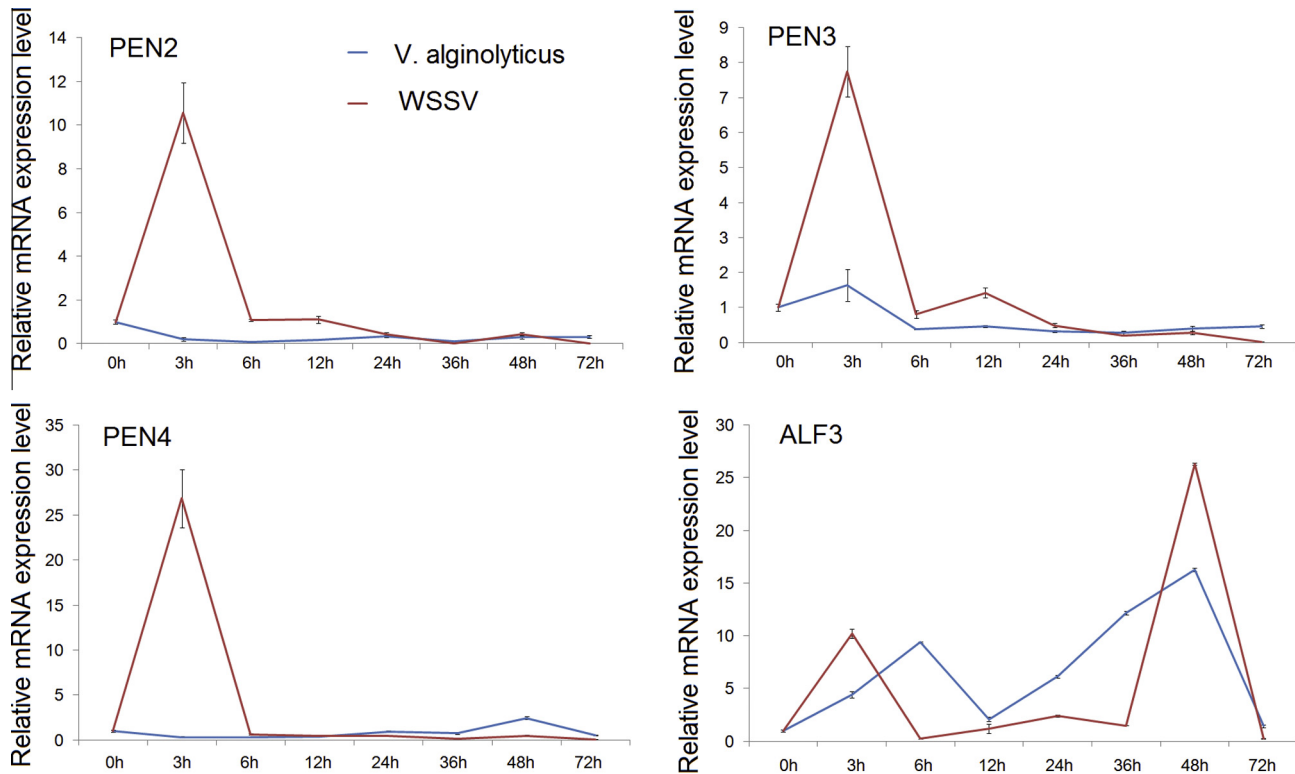 PEN2
V. alginolyticus
WSSV
Relative mRNA expression level
14
12
10
8
6
4
2
0
0h 3h 6h 12h 24h 36h 48h 72h
PEN3
Relative mRNA expression level
9
8
7
6
5
4
3
2
1
0
0h 3h 6h 12h 24h 36h 48h 72h
PEN4
Relative mRNA expression level
35
30
25
20
15
10
5
0
0h 3h 6h 12h 24h 36h 48h 72h
ALF3
Relative mRNA expression level
30
25
20
15
10
5
0
0h 3h 6h 12h 24h 36h 48h 72h